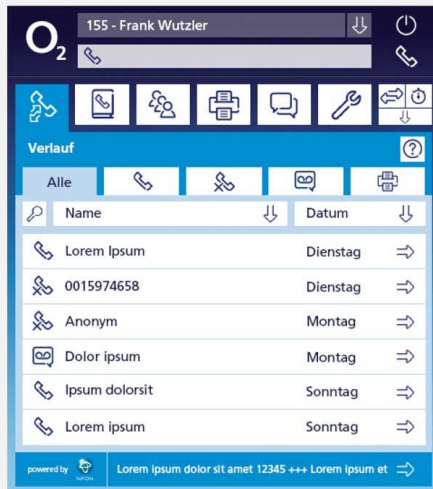 O2
155 - Frank Wutzler
Verlauf
Alle
Name Datum
Lorem Ipsum Dienstag
0015974658 Dienstag
Anonym Montag
Dolor ipsum Montag
Ipsum dolorsit Sonntag
Lorem ipsum Sonntag
powered by NFON Lorem ipsum dolor sit amet 12345 +++ Lorem ipsum et